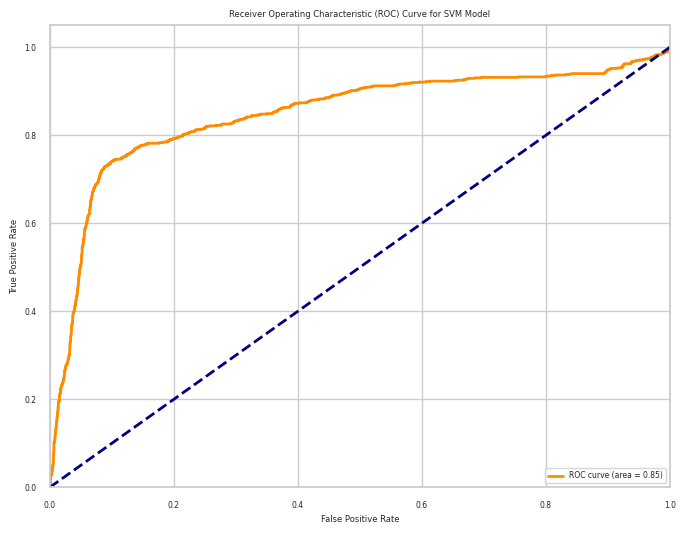 Receiver Operating Characteristic (ROC) Curve for SVM Model
1.0
0.8
0.6
0.4
0.2
0.0
True Positive Rate
0.0 0.2 0.4 0.6 0.8 1.0
False Positive Rate
ROC curve (area = 0.85)